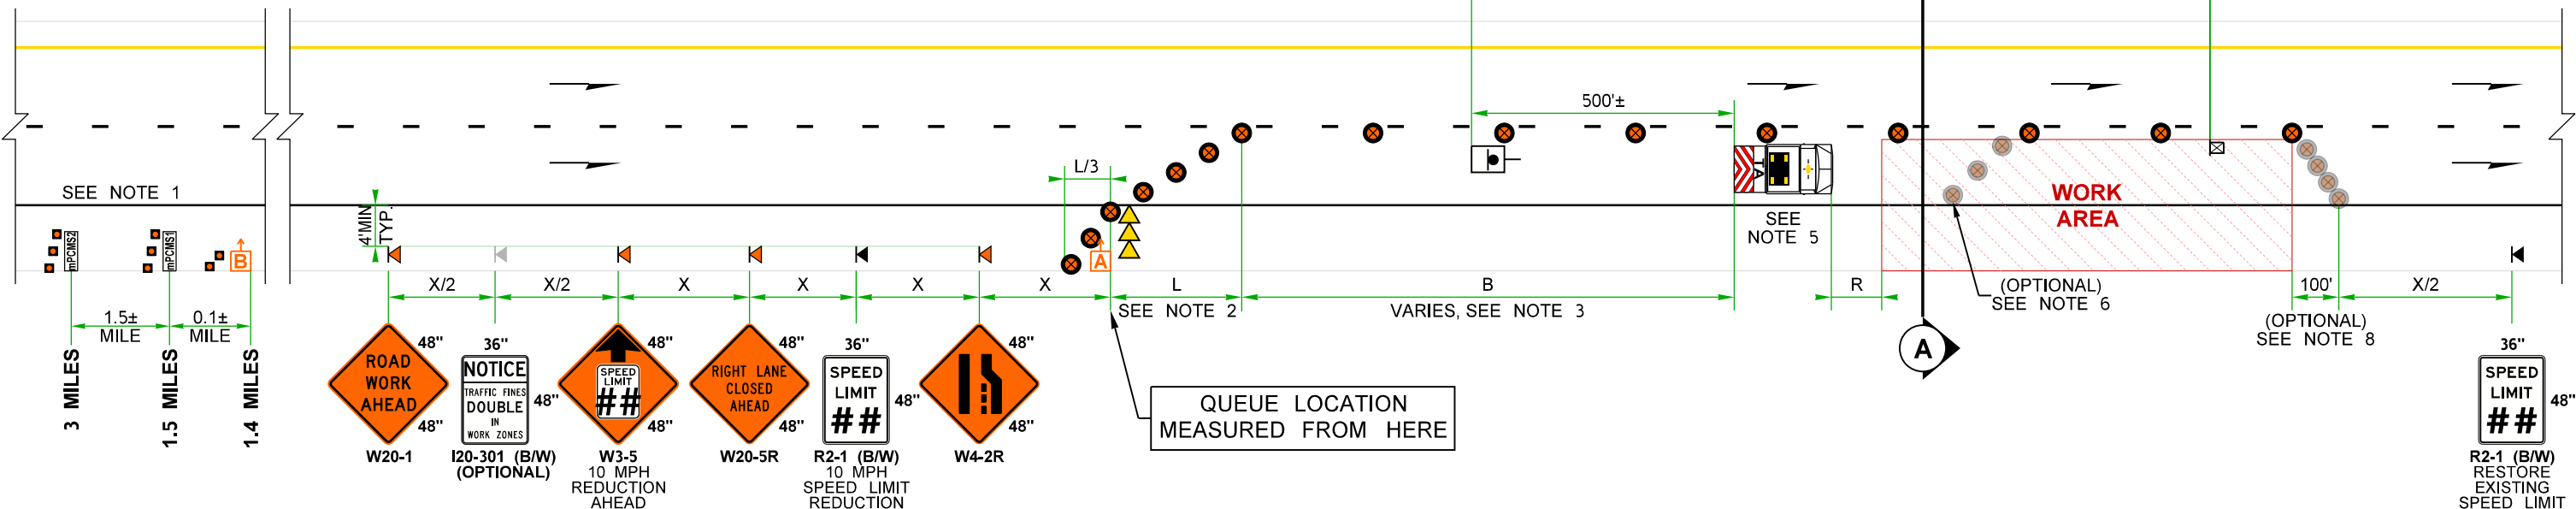 500'±
SEE NOTE 1
mPCMS2
mPCMS1
B
1.5±
MILE
0.1±
MILE
3 MILES
1.5 MILES
1.4 MILES
4'MIN
TYP.
L/3
A
X/2
X/2
X
X
X
X
L
SEE NOTE 2
B
VARIES, SEE NOTE 3
SEE
NOTE 5
R
WORK
AREA
(OPTIONAL)
SEE NOTE 6
100'
X/2
(OPTIONAL)
SEE NOTE 8
A
QUEUE LOCATION
MEASURED FROM HERE
ROAD
WORK
AHEAD
48"
48"
W20-1
36"
NOTICE
TRAFFIC FINES
DOUBLE
IN
WORK ZONES
48"
I20-301 (B/W)
(OPTIONAL)
SPEED
LIMIT
##
48"
48"
W3-5
10 MPH
REDUCTION
AHEAD
RIGHT LANE
CLOSED
AHEAD
48"
48"
W20-5R
36"
SPEED
LIMIT
##
48"
R2-1 (B/W)
10 MPH
SPEED LIMIT
REDUCTION
48"
48"
W4-2R
36"
SPEED
LIMIT
##
48"
R2-1 (B/W)
RESTORE
EXISTING
SPEED LIMIT